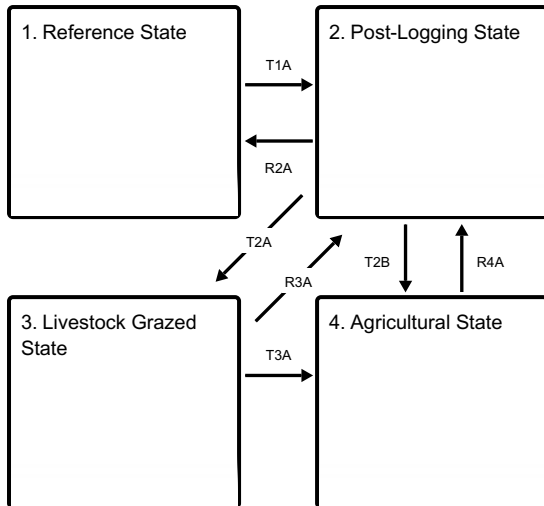 1. Reference State
2. Post-Logging State
T1A
R2A
T2A
R3A
T2B
R4A
3. Livestock Grazed
State
4. Agricultural State
T3A